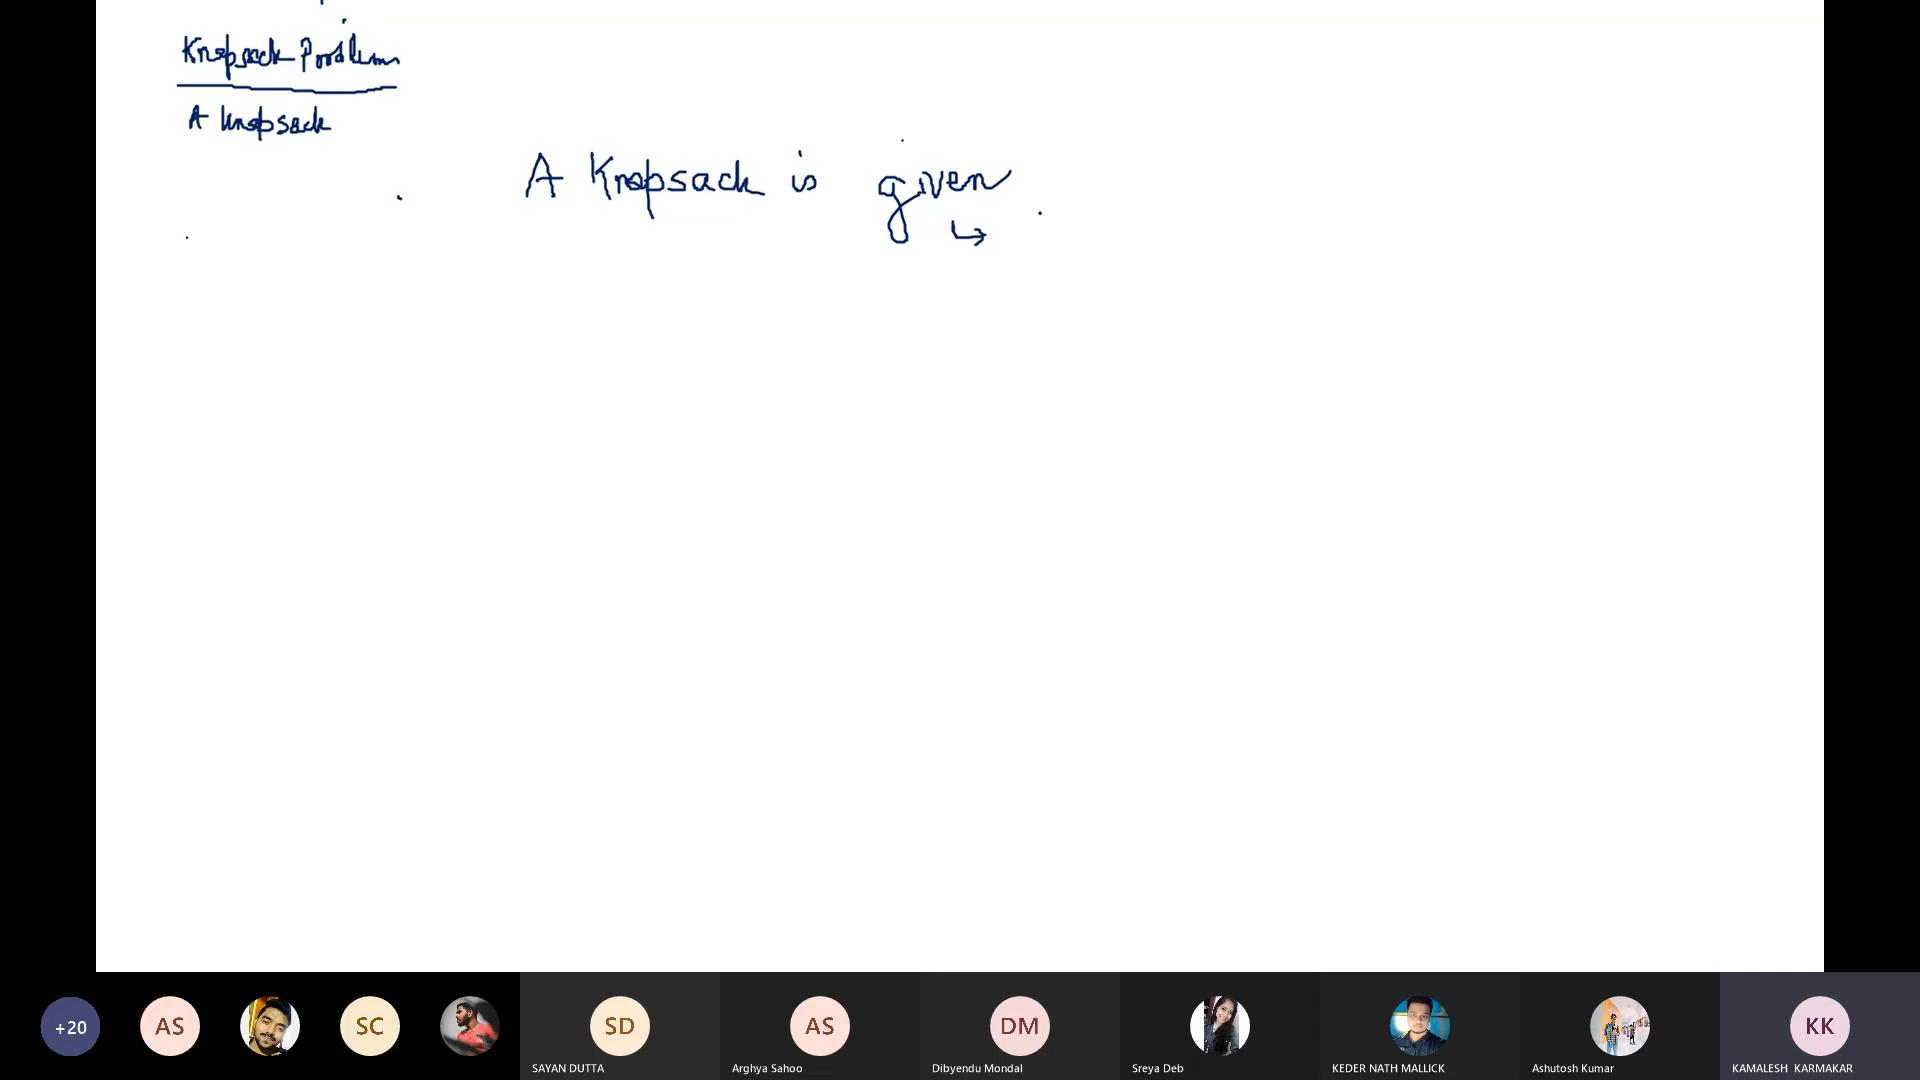 Knapsack Problem
A knapsack
A Knapsack is given
+20
AS
SC
SD
AS
DM
KK
SAYAN DUTTA
Arghya Sahoo
Dibyendu Mondal
Sreya Deb
KEDER NATH MALLICK
Ashutosh Kumar
KAMALESH KARMAKAR